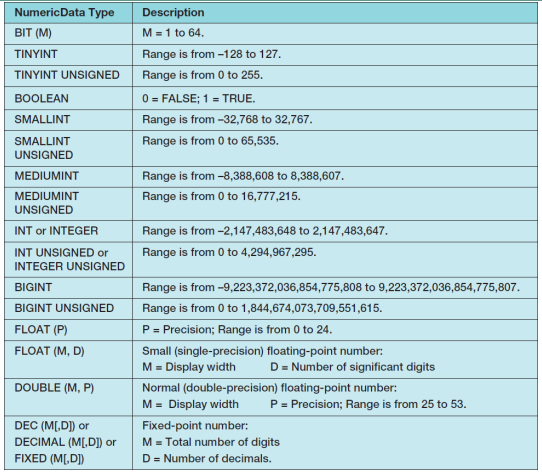 NumericData Type Description
BIT (M) M = 1 to 64.
TINYINT Range is from –128 to 127.
TINYINT UNSIGNED Range is from 0 to 255.
BOOLEAN 0 = FALSE; 1 = TRUE.
SMALLINT Range is from –32,768 to 32,767.
SMALLINT Range is from 0 to 65,535.
UNSIGNED
MEDIUMINT Range is from –8,388,608 to 8,388,607.
MEDIUMINT Range is from 0 to 16,777,215.
UNSIGNED
INT or INTEGER Range is from –2,147,483,648 to 2,147,483,647.
INT UNSIGNED or Range is from 0 to 4,294,967,295.
INTEGER UNSIGNED
BIGINT Range is from –9,223,372,036,854,775,808 to 9,223,372,036,854,775,807.
BIGINT UNSIGNED Range is from 0 to 1,844,674,073,709,551,615.
FLOAT (P) P = Precision; Range is from 0 to 24.
FLOAT (M, D) Small (single-precision) floating-point number:
M = Display width D = Number of significant digits
DOUBLE (M, P) Normal (double-precision) floating-point number:
M = Display width P = Precision; Range is from 25 to 53.
DEC (M[,D]) or Fixed-point number:
DECIMAL (M[,D]) or M = Total number of digits
FIXED (M[,D]) D = Number of decimals.